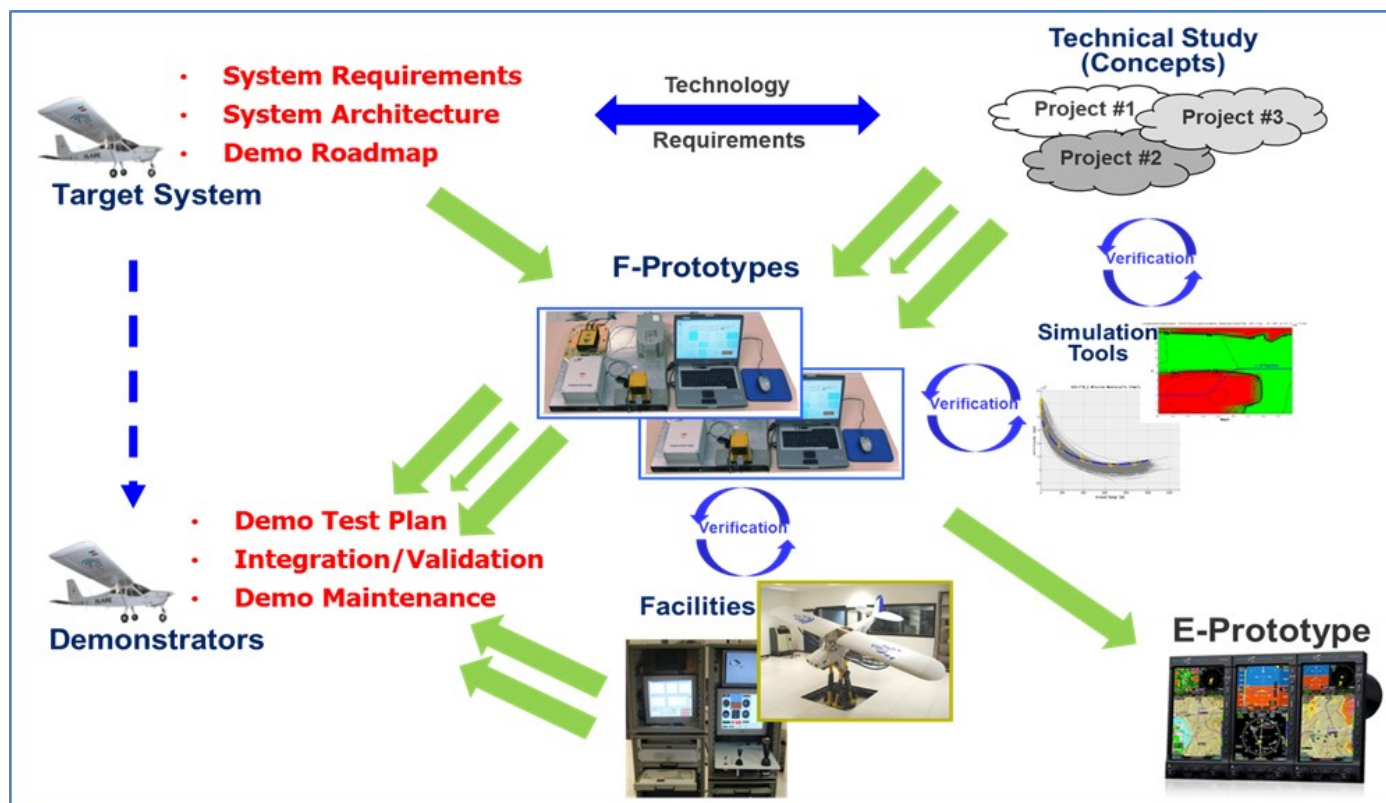 System Requirements
System Architecture
Demo Roadmap
Target System
Technology
Requirements
Technical Study
(Concepts)
Project #1
Project #3
Project #2
Verification
F-Prototypes
Simulation
Tools
Verification
Verification
Demo Test Plan
Integration/Validation
Demo Maintenance
Demonstrators
Facilities
E-Prototype